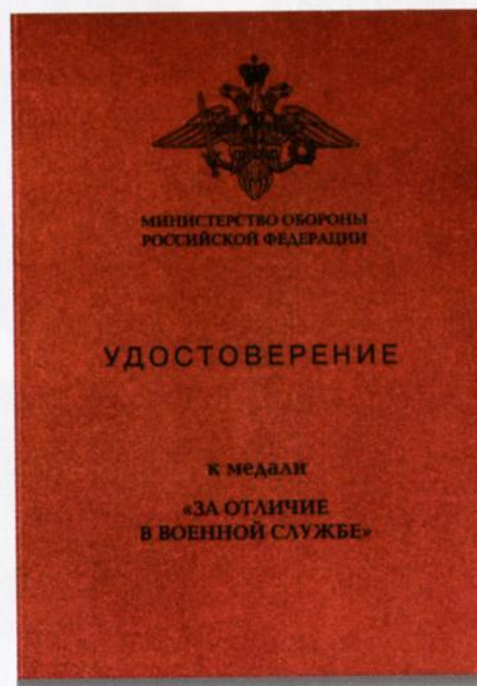 МИНИСТЕРСТВО ОБОРОНЫ
РОССИЙСКОЙ ФЕДЕРАЦИИ
УДОСТОВЕРЕНИЕ
к медали
«ЗА ОТЛИЧИЕ
В ВОЕННОЙ СЛУЖБЕ»